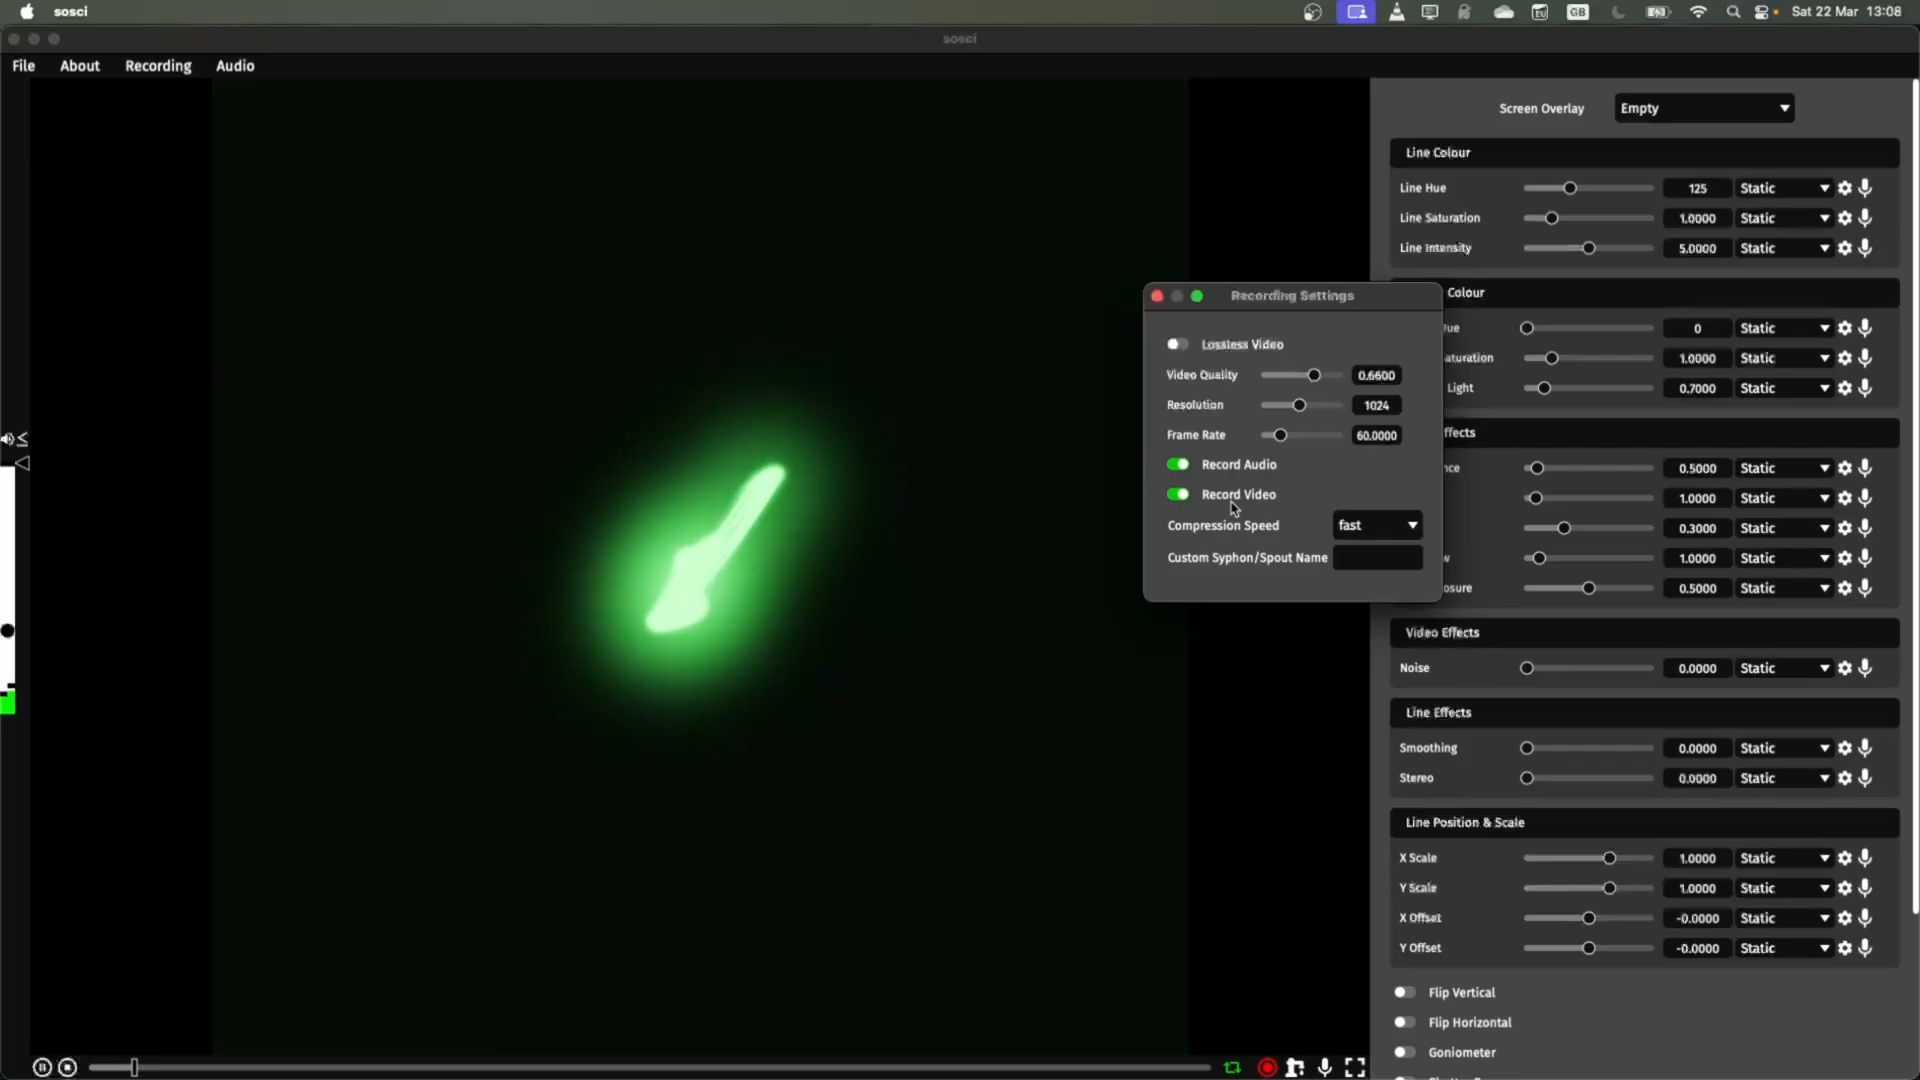 sosci
GB
Sat 22 Mar 13:08
sosci
File About Recording Audio
Screen Overlay Empty
Line Colour
Line Hue 125 Static
Line Saturation 1.0000 Static
Line Intensity 5.0000 Static
Recording Settings
Colour
Lossless Video
ue 0 Static
Video Quality 0.6600
aturation 1.0000 Static
Light 0.7000 Static
Resolution 1024
Frame Rate 60.0000
ffects
Record Audio
nce 0.5000 Static
Record Video
1.0000 Static
Compression Speed fast
0.3000 Static
Custom Syphon/Spout Name
w 1.0000 Static
osure 0.5000 Static
Video Effects
Noise 0.0000 Static
Line Effects
Smoothing 0.0000 Static
Stereo 0.0000 Static
Line Position & Scale
X Scale 1.0000 Static
Y Scale 1.0000 Static
X Offset -0.0000 Static
Y Offset -0.0000 Static
Flip Vertical
Flip Horizontal
Goniometer